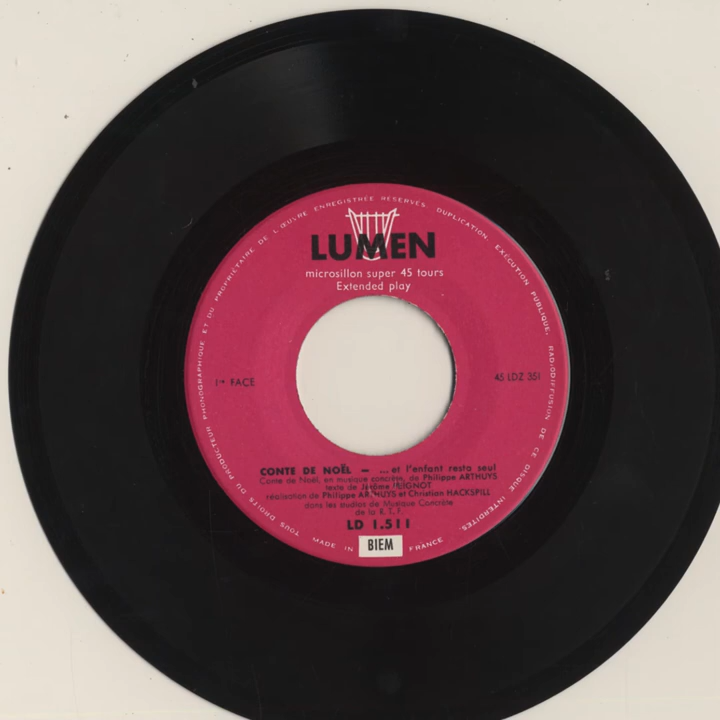 TOUS DROITS DU PRODUCTEUR PHONOGRAPHIQUE ET DU PROPRIÉTAIRE DE L'ŒUVRE ENREGISTRÉE RÉSERVÉS. DUPLICATION, EXÉCUTION PUBLIQUE, RADIODIFFUSION DE CE DISQUE INTERDITES.
LUMEN
microsillon super 45 tours
Extended play
1re FACE
45 LDZ 351
CONTE DE NOËL – ...et l'enfant resta seul
Conte de Noël, en musique concrète, de Philippe ARTHUYS
texte de Jérôme PEIGNOT
réalisation de Philippe ARTHUYS et Christian HACKSPILL
dans les studios de Musique Concrète
de la R.T.F.
LD 1.511
MADE IN BIEM FRANCE.